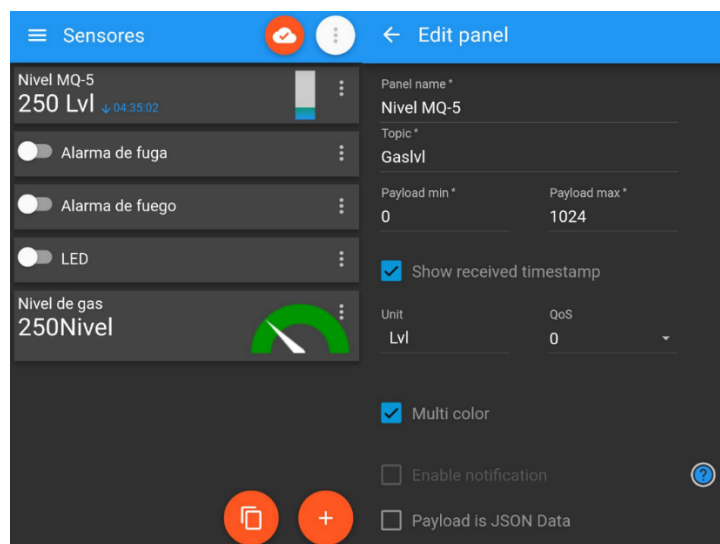 Sensores
Nivel MQ-5
250 Lvl ↓ 04:35:02
Alarma de fuga
Alarma de fuego
LED
Nivel de gas
250Nivel
Edit panel
Panel name *
Nivel MQ-5
Topic *
Gaslvl
Payload min * Payload max *
0 1024
Show received timestamp
Unit QoS
Lvl 0
Multi color
Enable notification ?
Payload is JSON Data